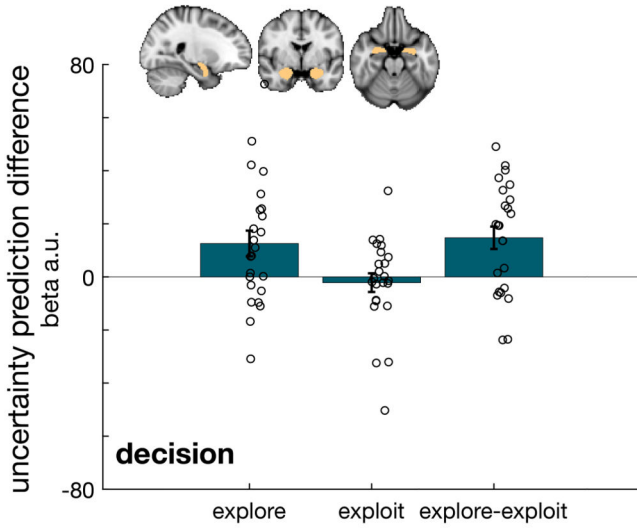 80
uncertainty prediction difference
beta a.u.
0
decision
-80
explore exploit explore-exploit